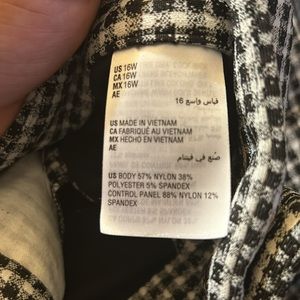 US 16W
CA 16W
MX 16W
AE
قياس واسع 16
US MADE IN VIETNAM
CA FABRIQUÉ AU VIETNAM
MX HECHO EN VIETNAM
AE
صُنع في فيتنام
US BODY 57% NYLON 38%
POLYESTER 5% SPANDEX
CONTROL PANEL 88% NYLON 12%
SPANDEX